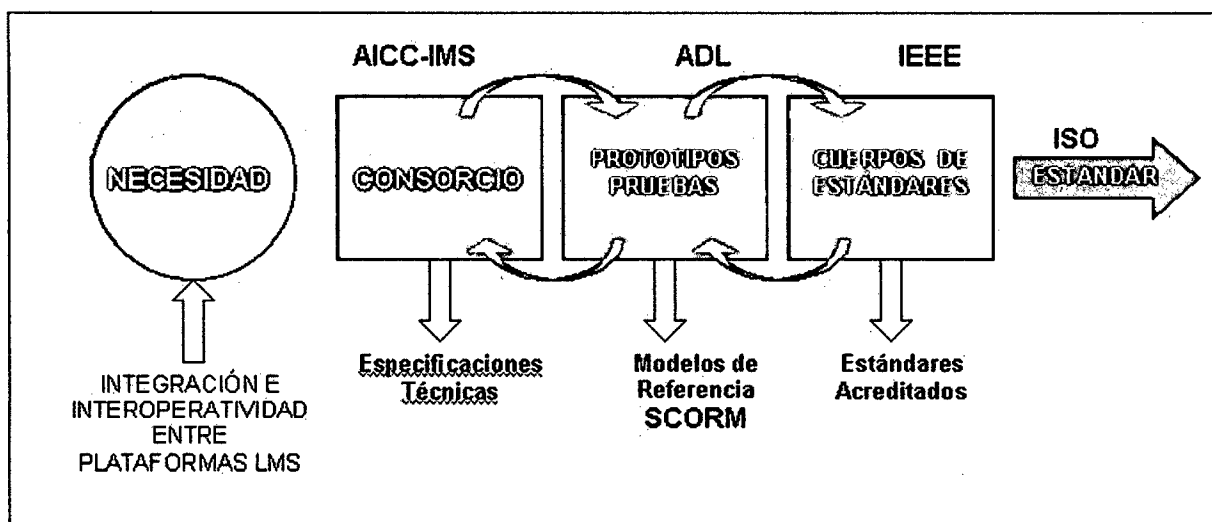 AICC-IMS
ADL
IEEE
NECESIDAD
CONSORCIO
PROTOTIPOS
PRUEBAS
CUERPOS DE
ESTÁNDARES
ISO
ESTÁNDAR
INTEGRACIÓN E
INTEROPERATIVIDAD
ENTRE
PLATAFORMAS LMS
Especificaciones
Técnicas
Modelos de
Referencia
SCORM
Estándares
Acreditados